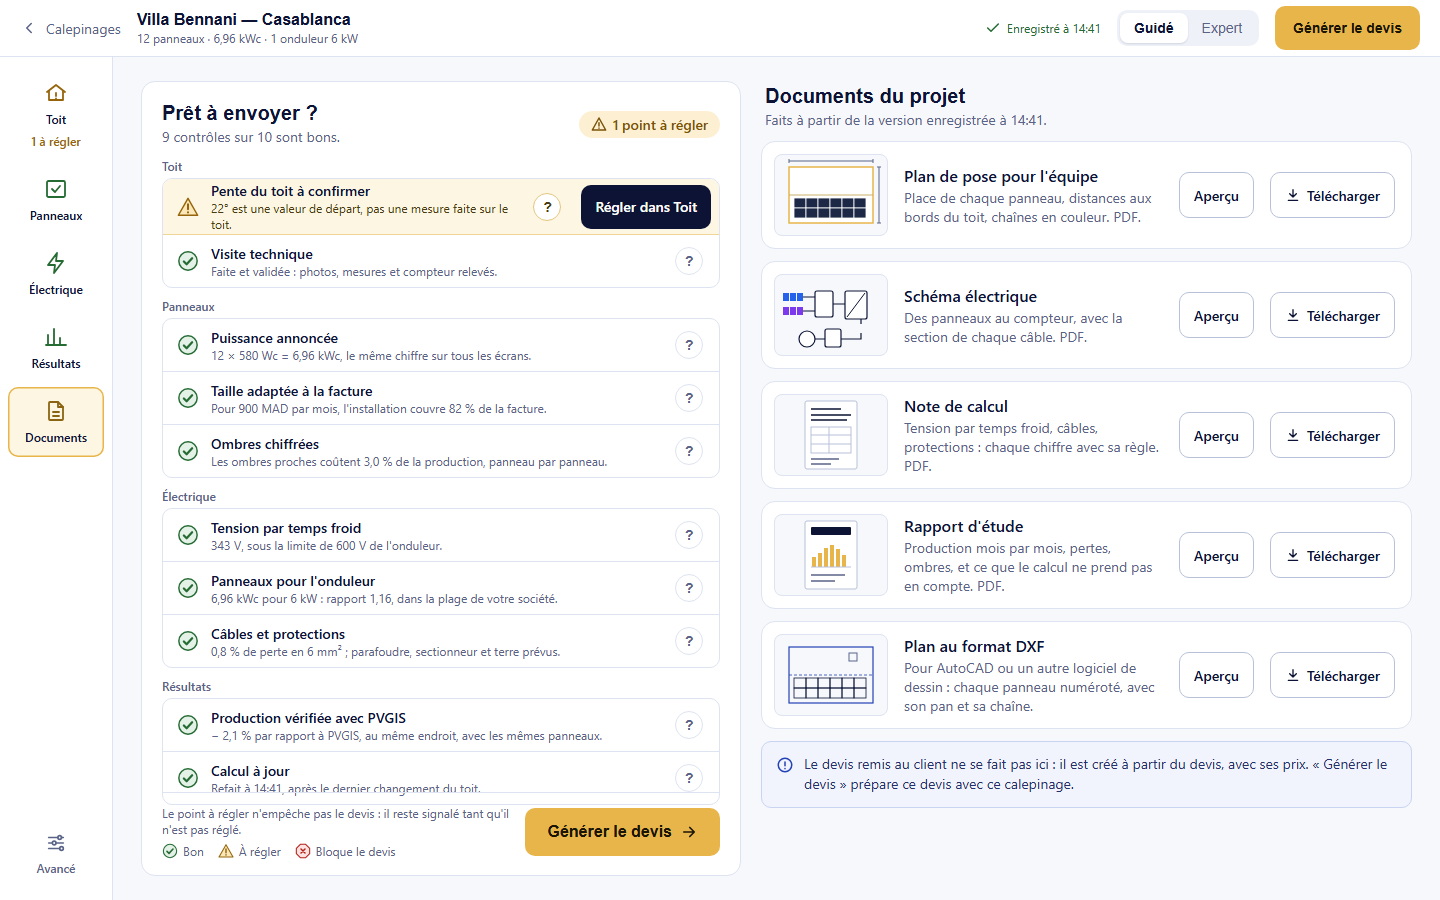 Calepinages
Villa Bennani — Casablanca
12 panneaux · 6,96 kWc · 1 onduleur 6 kW
Enregistré à 14:41
Guidé
Expert
Générer le devis
Toit
1 à régler
Panneaux
Électrique
Résultats
Documents
Avancé
Prêt à envoyer ?
9 contrôles sur 10 sont bons.
1 point à régler
Toit
Pente du toit à confirmer
22° est une valeur de départ, pas une mesure faite sur le
toit.
?
Régler dans Toit
Visite technique
Faite et validée : photos, mesures et compteur relevés.
?
Panneaux
Puissance annoncée
12 × 580 Wc = 6,96 kWc, le même chiffre sur tous les écrans.
?
Taille adaptée à la facture
Pour 900 MAD par mois, l'installation couvre 82 % de la facture.
?
Ombres chiffrées
Les ombres proches coûtent 3,0 % de la production, panneau par panneau.
?
Électrique
Tension par temps froid
343 V, sous la limite de 600 V de l'onduleur.
?
Panneaux pour l'onduleur
6,96 kWc pour 6 kW : rapport 1,16, dans la plage de votre société.
?
Câbles et protections
0,8 % de perte en 6 mm² ; parafoudre, sectionneur et terre prévus.
?
Résultats
Production vérifiée avec PVGIS
− 2,1 % par rapport à PVGIS, au même endroit, avec les mêmes panneaux.
?
Calcul à jour
Refait à 14:41, après le dernier changement du toit.
?
Le point à régler n'empêche pas le devis : il reste signalé tant qu'il
n'est pas réglé.
Bon
À régler
Bloque le devis
Générer le devis →
Documents du projet
Faits à partir de la version enregistrée à 14:41.
Plan de pose pour l'équipe
Place de chaque panneau, distances aux
bords du toit, chaînes en couleur. PDF.
Aperçu
Télécharger
Schéma électrique
Des panneaux au compteur, avec la
section de chaque câble. PDF.
Aperçu
Télécharger
Note de calcul
Tension par temps froid, câbles,
protections : chaque chiffre avec sa règle.
PDF.
Aperçu
Télécharger
Rapport d'étude
Production mois par mois, pertes,
ombres, et ce que le calcul ne prend pas
en compte. PDF.
Aperçu
Télécharger
Plan au format DXF
Pour AutoCAD ou un autre logiciel de
dessin : chaque panneau numéroté, avec
son pan et sa chaîne.
Aperçu
Télécharger
Le devis remis au client ne se fait pas ici : il est créé à partir du devis, avec ses prix. « Générer le
devis » prépare ce devis avec ce calepinage.